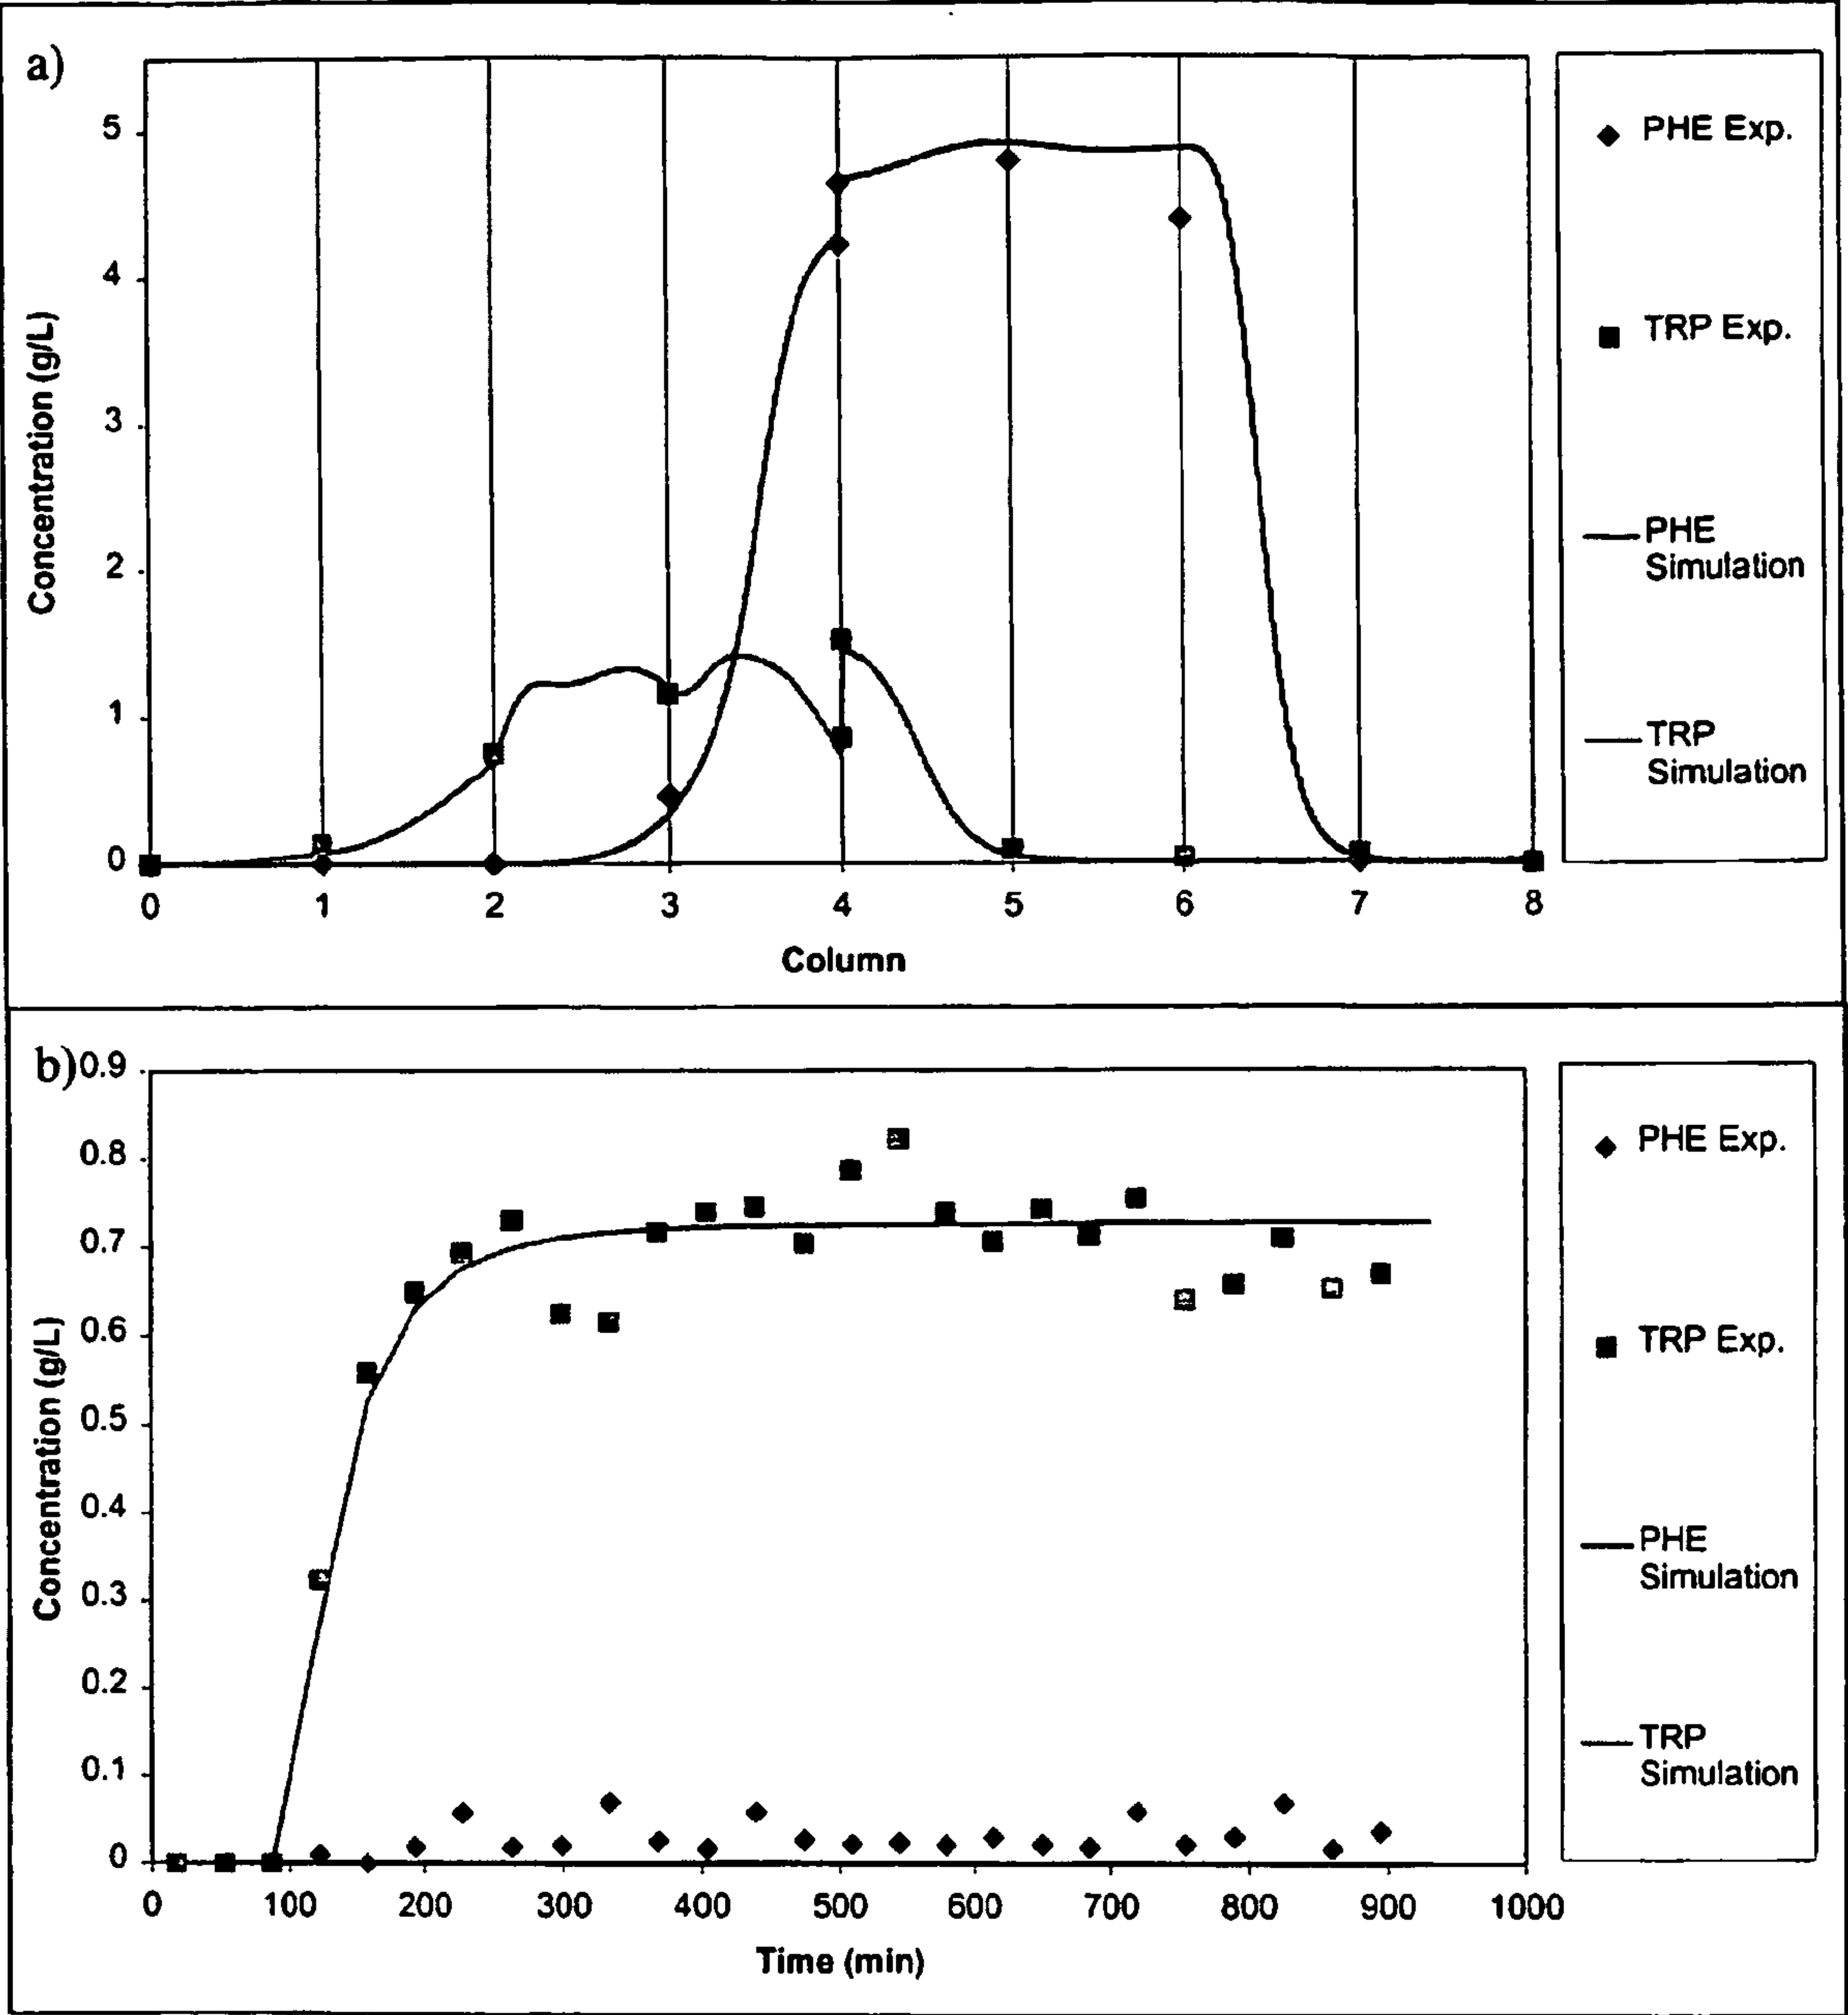 a)
5
4
3
2
1
0
Concentration (g/L)
0 1 2 3 4 5 6 7 8
Column
PHE Exp.
TRP Exp.
PHE
Simulation
TRP
Simulation
b)
0.9
0.8
0.7
0.6
0.5
0.4
0.3
0.2
0.1
0
Concentration (g/L)
0 100 200 300 400 500 600 700 800 900 1000
Time (min)
PHE Exp.
TRP Exp.
PHE
Simulation
TRP
Simulation